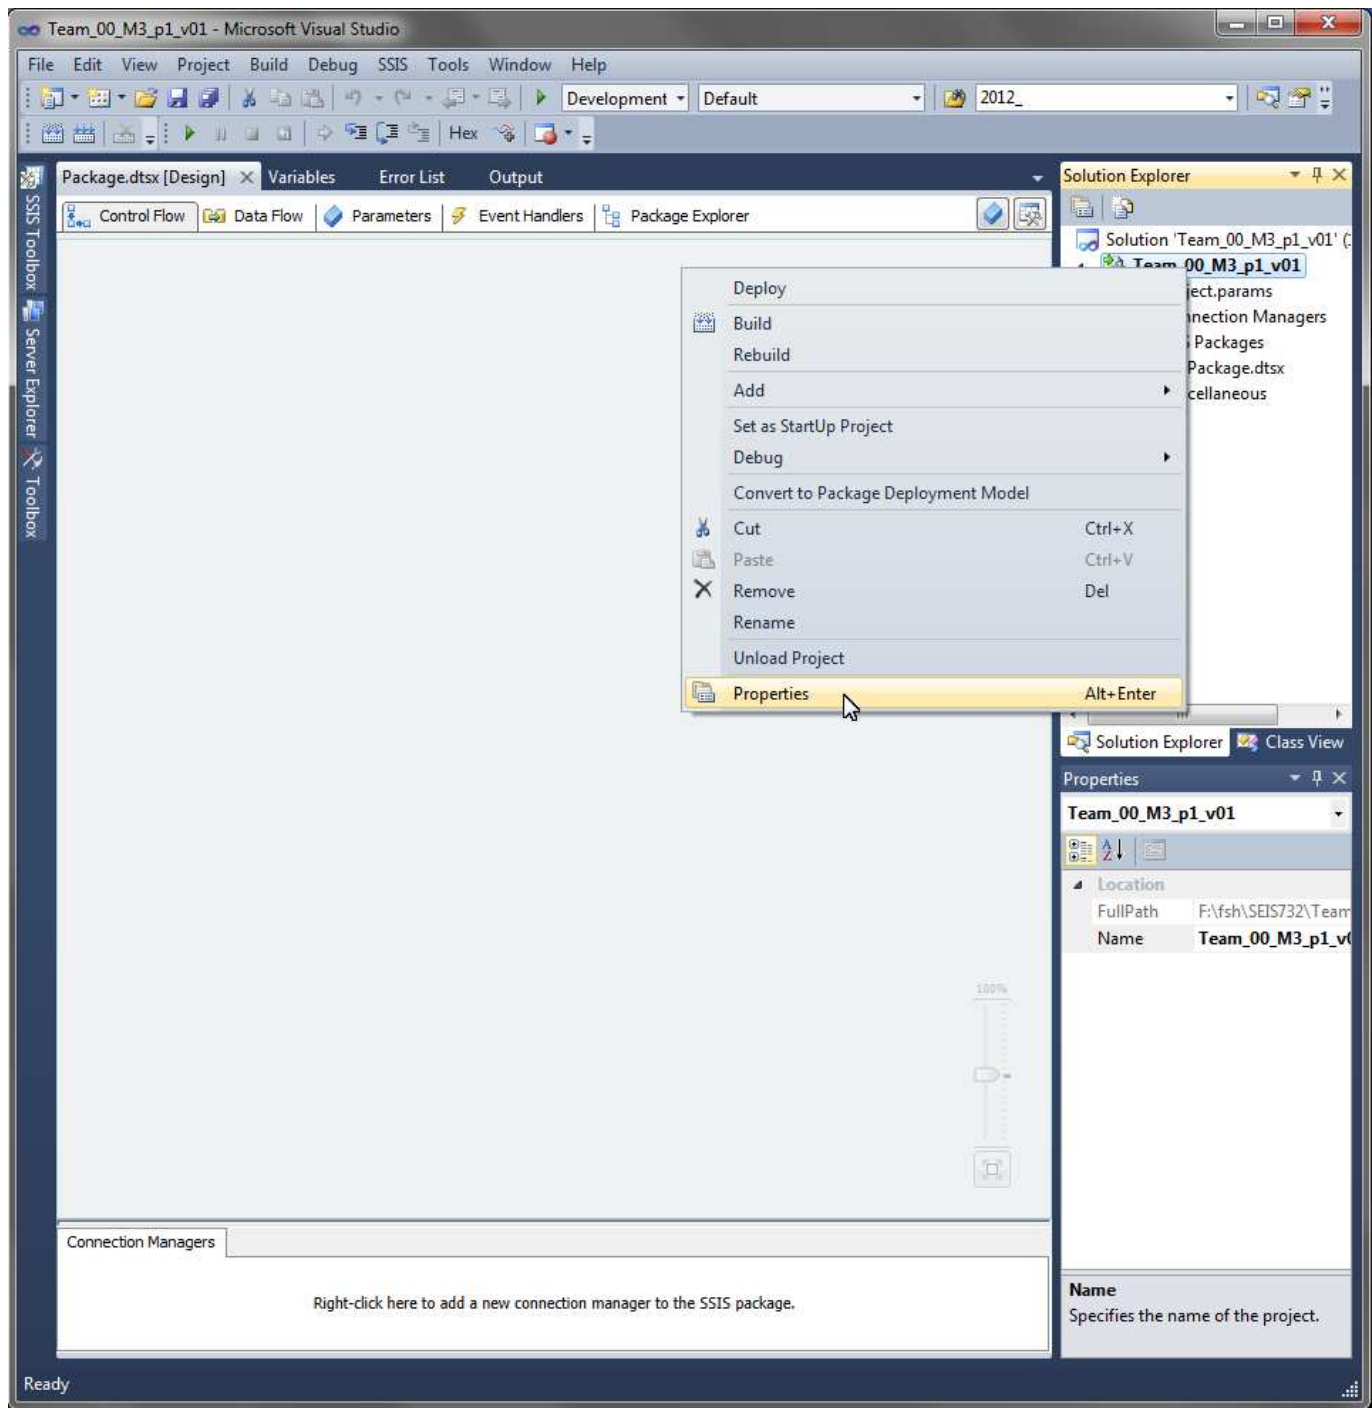 Team_00_M3_p1_v01 - Microsoft Visual Studio
File Edit View Project Build Debug SSIS Tools Window Help
Development Default 2012_
Hex
SSIS Toolbox
Server Explorer
Toolbox
Package.dtsx [Design] Variables Error List Output
Control Flow Data Flow Parameters Event Handlers Package Explorer
100%
Connection Managers
Right-click here to add a new connection manager to the SSIS package.
Deploy
Build
Rebuild
Add
Set as StartUp Project
Debug
Convert to Package Deployment Model
Cut Ctrl+X
Paste Ctrl+V
Remove Del
Rename
Unload Project
Properties Alt+Enter
Solution Explorer
Solution 'Team_00_M3_p1_v01' (
Team_00_M3_p1_v01
ject.params
nnection Managers
Packages
Package.dtsx
cellaneous
Solution Explorer Class View
Properties
Team_00_M3_p1_v01
Location
FullPath F:\fsh\SEIS732\Team
Name Team_00_M3_p1_v0
Name
Specifies the name of the project.
Ready